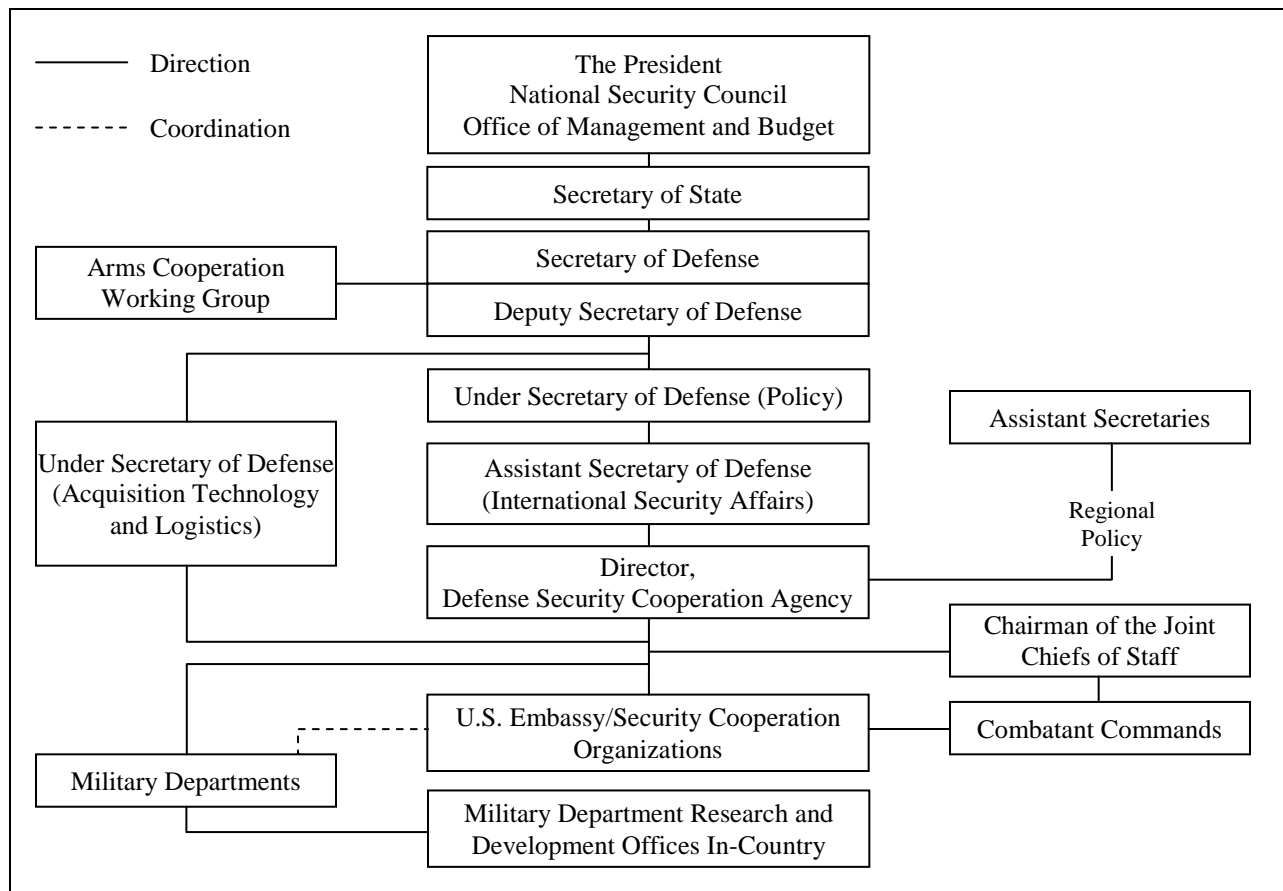 Direction
Coordination
The President
National Security Council
Office of Management and Budget
Secretary of State
Secretary of Defense
Arms Cooperation
Working Group
Deputy Secretary of Defense
Under Secretary of Defense (Policy)
Assistant Secretaries
Under Secretary of Defense
(Acquisition Technology
and Logistics)
Assistant Secretary of Defense
(International Security Affairs)
Regional
Policy
Director,
Defense Security Cooperation Agency
Chairman of the Joint
Chiefs of Staff
U.S. Embassy/Security Cooperation
Organizations
Combatant Commands
Military Departments
Military Department Research and
Development Offices In-Country